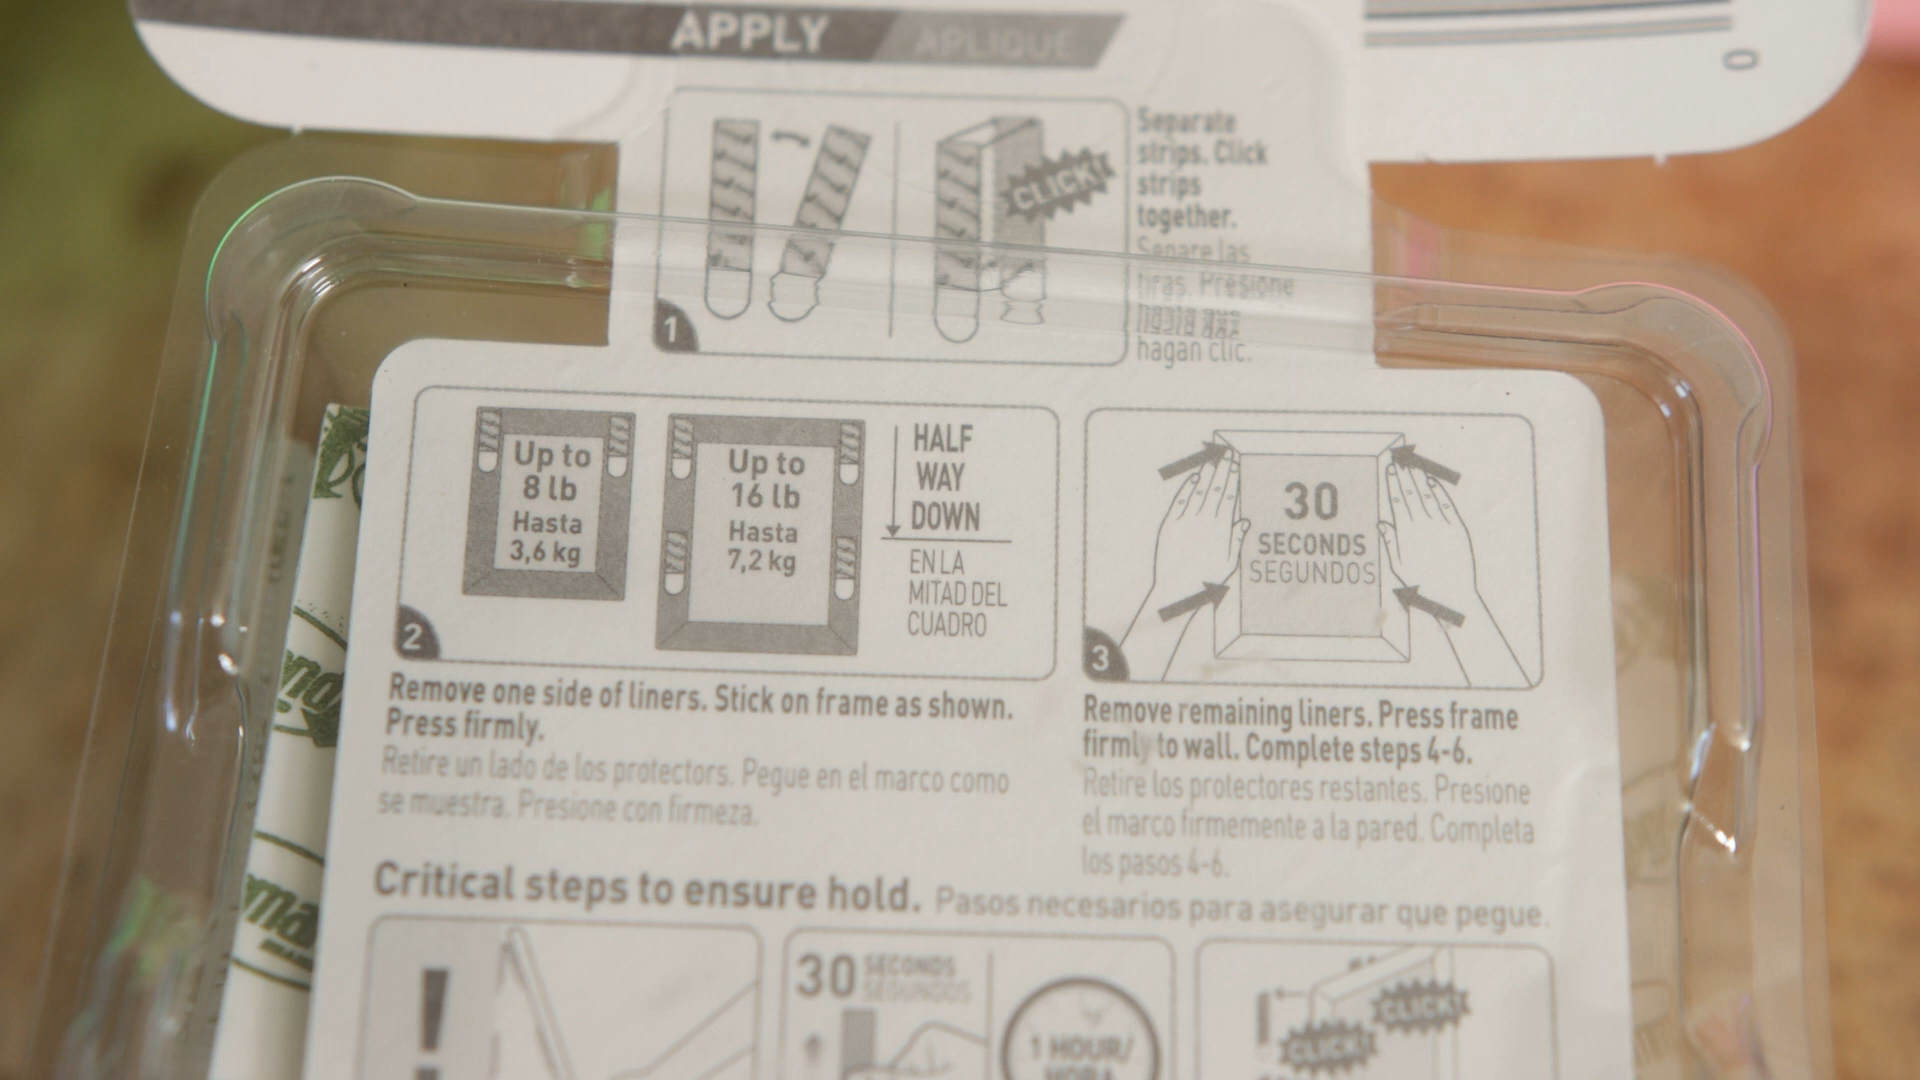 APPLY APLIQUE
0
CLICK!
Separate
strips. Click
strips
together.
Separe las
tiras. Presione
hasta que
hagan clic.
1
Up to
8 lb
Hasta
3,6 kg
Up to
16 lb
Hasta
7,2 kg
HALF
WAY
DOWN
EN LA
MITAD DEL
CUADRO
2
30
SECONDS
SEGUNDOS
3
Remove one side of liners. Stick on frame as shown.
Press firmly.
Retire un lado de los protectors. Pegue en el marco como
se muestra. Presione con firmeza.
Remove remaining liners. Press frame
firmly to wall. Complete steps 4-6.
Retire los protectores restantes. Presione
el marco firmemente a la pared. Completa
los pasos 4-6.
Critical steps to ensure hold. Pasos necesarios para asegurar que pegue.
!
30 SECONDS
SEGUNDOS
1 HOUR/
HORA
CLICK!
CLICK!